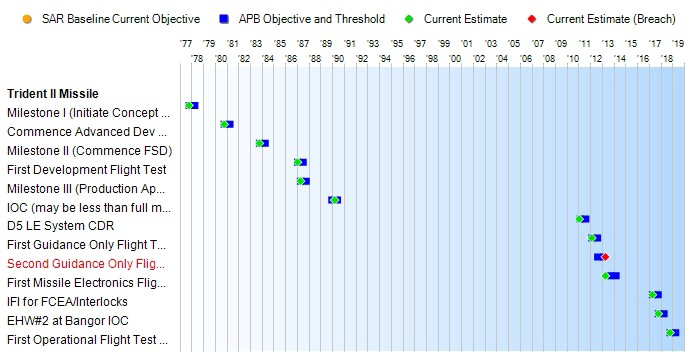 SAR Baseline Current Objective APB Objective and Threshold Current Estimate Current Estimate (Breach)
'77 '79 '81 '83 '85 '87 '89 '91 '93 '95 '97 '99 '01 '03 '05 '07 '09 '11 '13 '15 '17 '19
'78 '80 '82 '84 '86 '88 '90 '92 '94 '96 '98 '00 '02 '04 '06 '08 '10 '12 '14 '16 '18
Trident II Missile
Milestone I (Initiate Concept ...
Commence Advanced Dev ...
Milestone II (Commence FSD)
First Development Flight Test
Milestone III (Production Ap...
IOC (may be less than full m...
D5 LE System CDR
First Guidance Only Flight T...
Second Guidance Only Flig...
First Missile Electronics Flig...
IFI for FCEA/Interlocks
EHW#2 at Bangor IOC
First Operational Flight Test ...